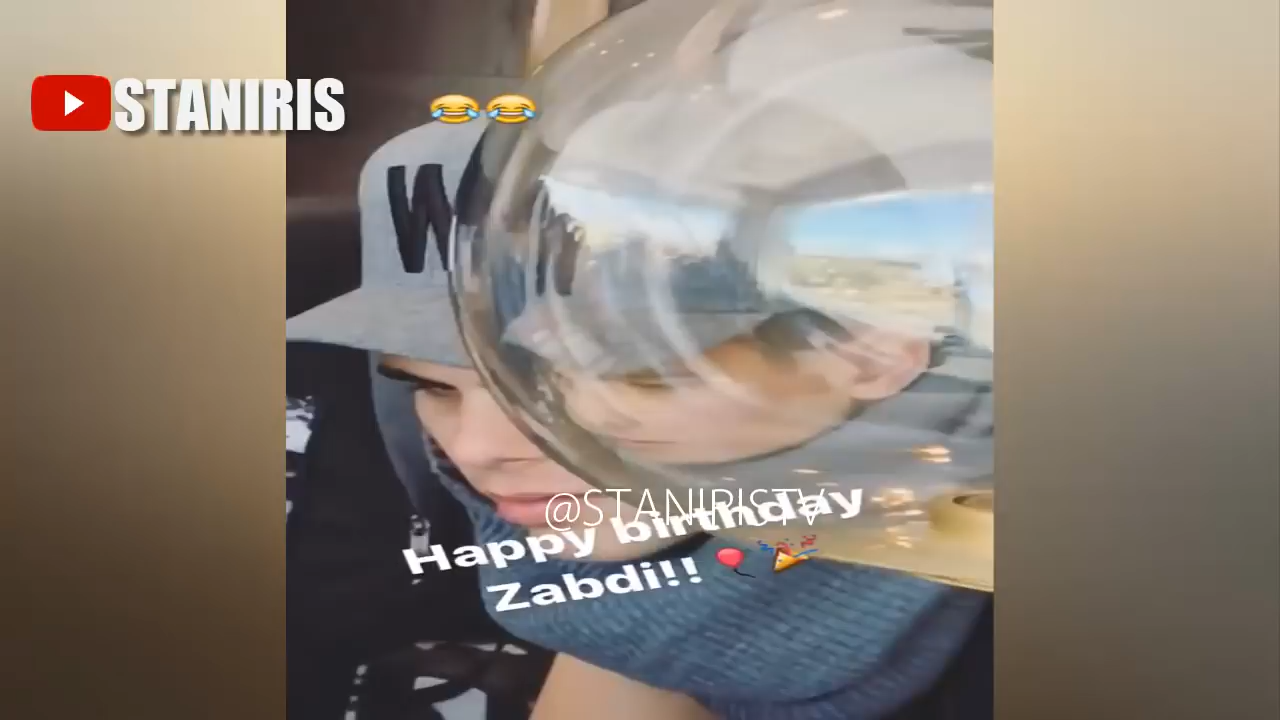 STANIRIS
😂😂
W
@STANIRISTV
Happy birthday
Zabdi!! 🎈🎉